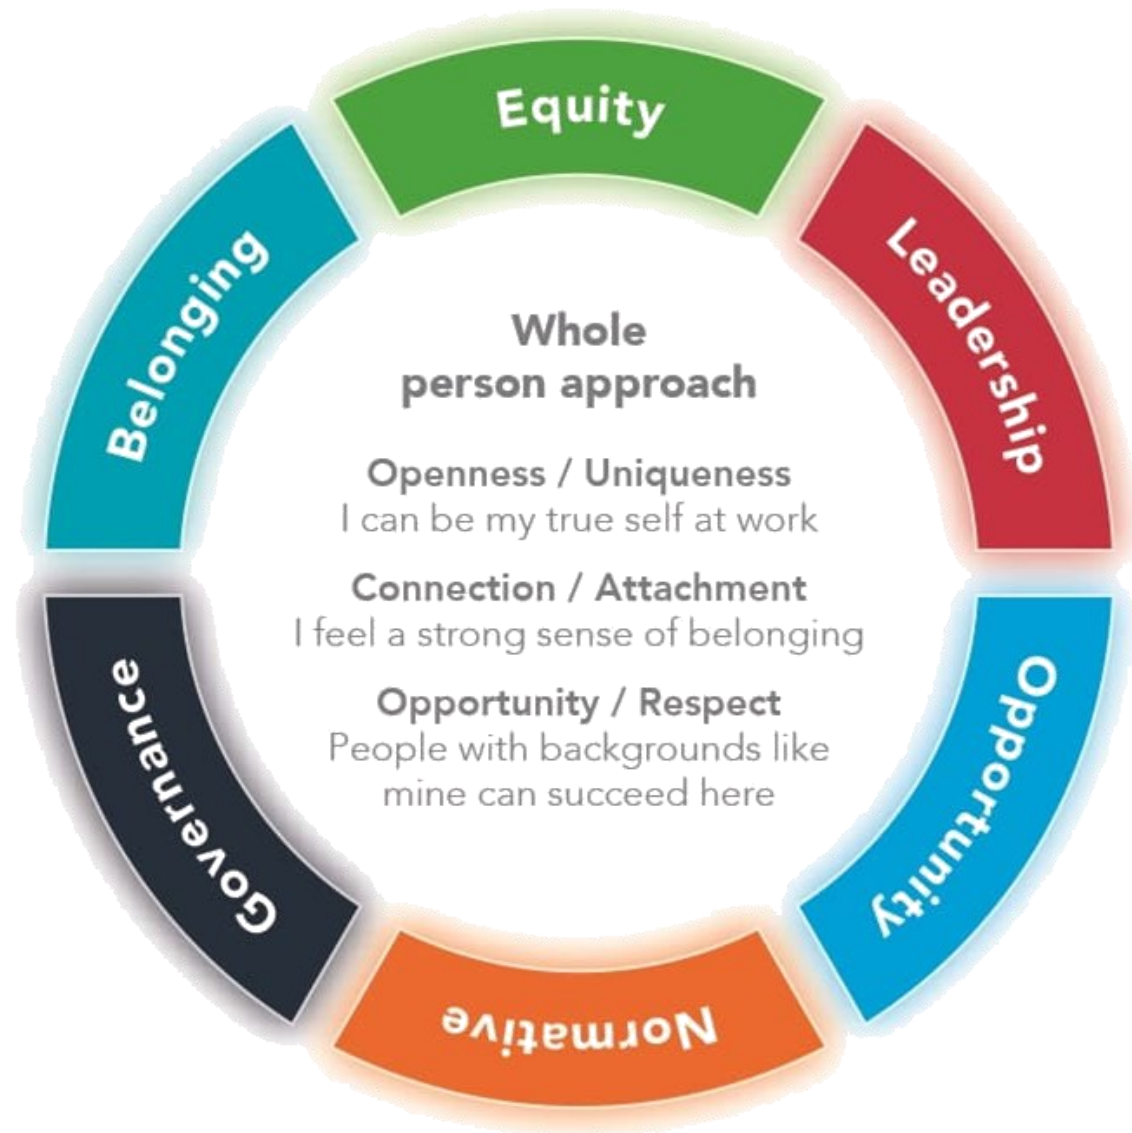 Equity
Leadership
Opportunity
Normative
Governance
Belonging
Whole
person approach
Openness / Uniqueness
I can be my true self at work
Connection / Attachment
I feel a strong sense of belonging
Opportunity / Respect
People with backgrounds like
mine can succeed here